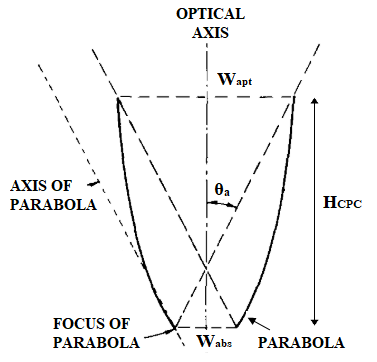 OPTICAL
AXIS
Wapt
AXIS OF
PARABOLA
θa
HCPC
FOCUS OF
PARABOLA
Wabs
PARABOLA